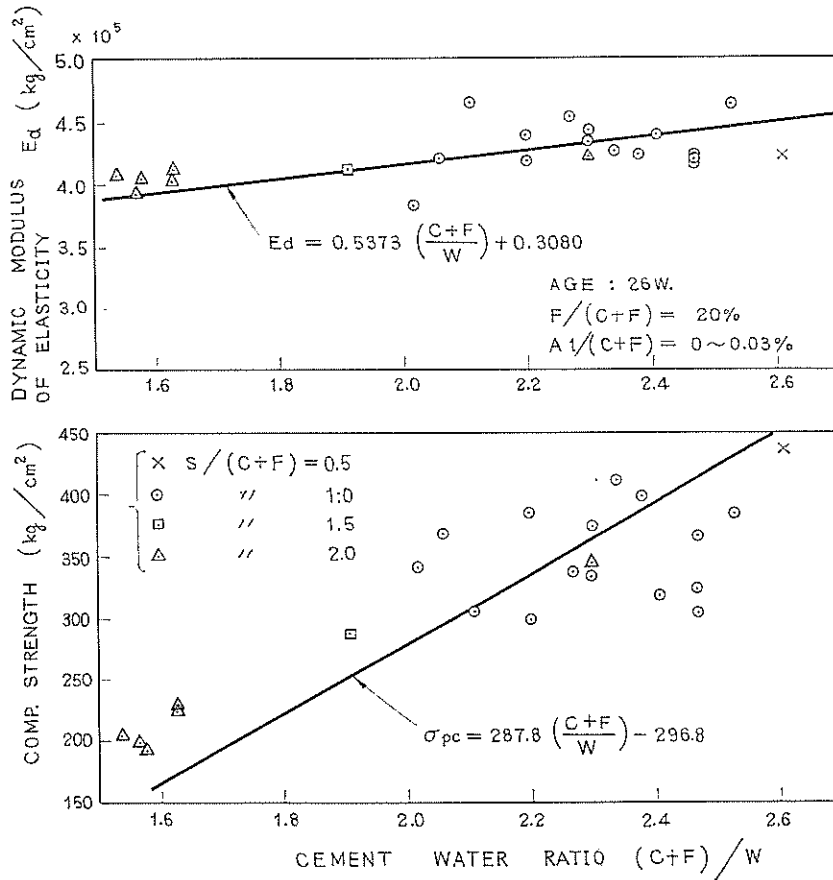 × 10⁵
DYNAMIC MODULUS Ed (kg/cm²)
OF ELASTICITY
5.0
4.5
4.0
3.5
3.0
2.5
Ed = 0.5373 (C+F/W) + 0.3080
AGE : 26W.
F/(C+F) = 20%
A1/(C+F) = 0～0.03%
1.6 1.8 2.0 2.2 2.4 2.6
COMP. STRENGTH (kg/cm²)
450
400
350
300
250
200
150
× S/(C+F) = 0.5
⊙ 〃 1:0
⊡ 〃 1.5
△ 〃 2.0
σpc = 287.8 (C+F/W) − 296.8
1.6 1.8 2.0 2.2 2.4 2.6
CEMENT WATER RATIO (C+F)/W